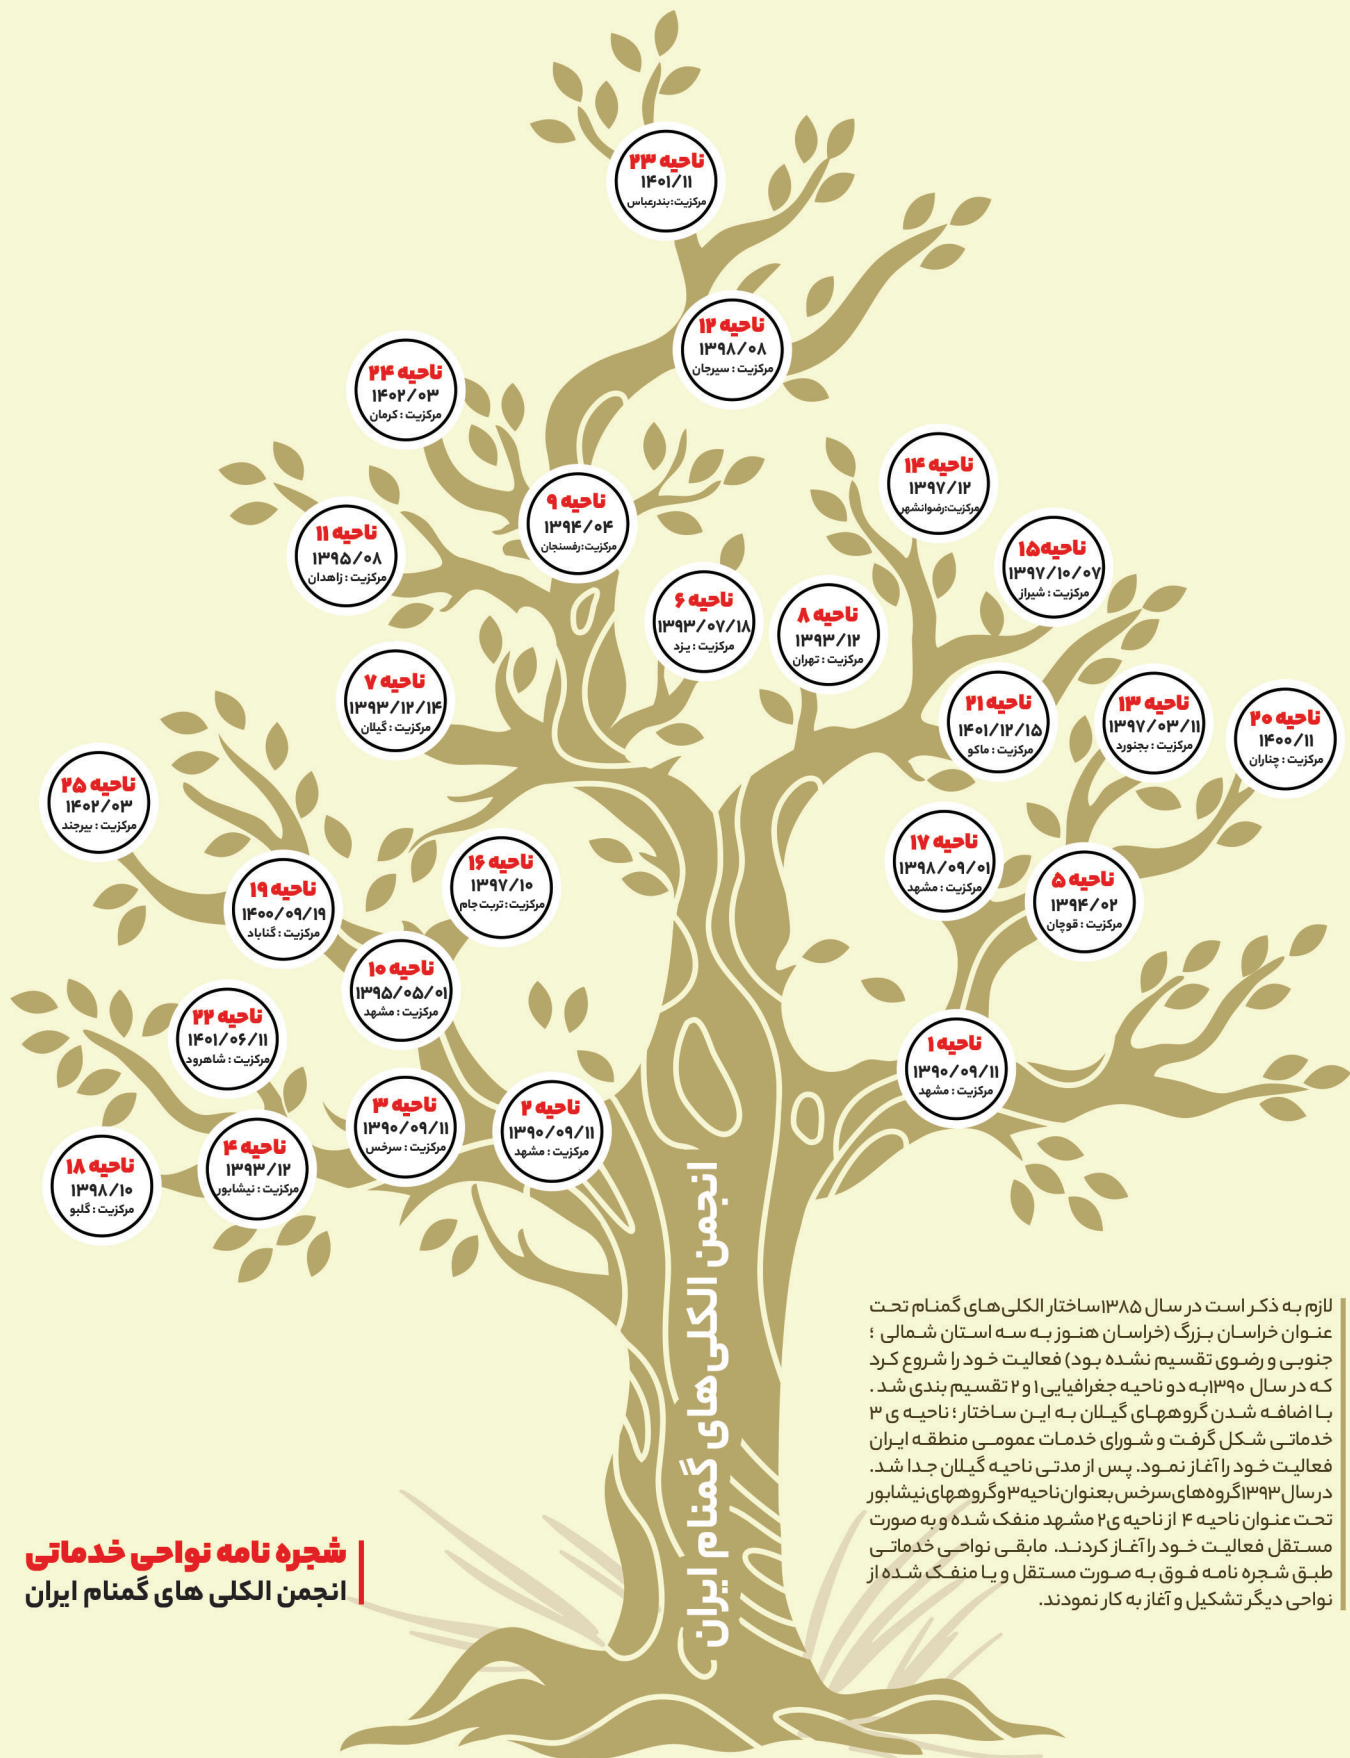 ناحیه ۲۳
۱۴۰۱/۱۱
مرکزیت:بندرعباس
ناحیه ۱۲
۱۳۹۸/۰۸
مرکزیت : سیرجان
ناحیه ۲۴
۱۴۰۲/۰۳
مرکزیت : کرمان
ناحیه ۱۴
۱۳۹۷/۱۲
مرکزیت:رضوانشهر
ناحیه ۹
۱۳۹۴/۰۴
مرکزیت:رفسنجان
ناحیه ۱۱
۱۳۹۵/۰۸
مرکزیت : زاهدان
ناحیه۱۵
۱۳۹۷/۱۰/۰۷
مرکزیت : شیراز
ناحیه ۶
۱۳۹۳/۰۷/۱۸
مرکزیت : یزد
ناحیه ۸
۱۳۹۳/۱۲
مرکزیت : تهران
ناحیه ۷
۱۳۹۳/۱۲/۱۴
مرکزیت : گیلان
ناحیه ۲۱
۱۴۰۱/۱۲/۱۵
مرکزیت : ماکو
ناحیه ۱۳
۱۳۹۷/۰۳/۱۱
مرکزیت : بجنورد
ناحیه ۲۰
۱۴۰۰/۱۱
مرکزیت : چناران
ناحیه ۲۵
۱۴۰۲/۰۳
مرکزیت : بیرجند
ناحیه ۱۷
۱۳۹۸/۰۹/۰۱
مرکزیت : مشهد
ناحیه ۱۶
۱۳۹۷/۱۰
مرکزیت : تربت جام
ناحیه ۵
۱۳۹۴/۰۲
مرکزیت : قوچان
ناحیه ۱۹
۱۴۰۰/۰۹/۱۹
مرکزیت : گناباد
ناحیه ۱۰
۱۳۹۵/۰۵/۰۱
مرکزیت : مشهد
ناحیه ۲۲
۱۴۰۱/۰۶/۱۱
مرکزیت : شاهرود
ناحیه ۱
۱۳۹۰/۰۹/۱۱
مرکزیت : مشهد
ناحیه ۳
۱۳۹۰/۰۹/۱۱
مرکزیت : سرخس
ناحیه ۲
۱۳۹۰/۰۹/۱۱
مرکزیت : مشهد
ناحیه ۴
۱۳۹۳/۱۲
مرکزیت : نیشابور
ناحیه ۱۸
۱۳۹۸/۱۰
مرکزیت : گلبو
انجمن الکلی‌های گمنام ایران
لازم به ذکر است در سال ۱۳۸۵ساختار الکلی‌های گمنام تحت
عنوان خراسان بزرگ (خراسان هنوز به سه استان شمالی ؛
جنوبی و رضوی تقسیم نشده بود) فعالیت خود را شروع کرد
که در سال ۱۳۹۰به دو ناحیه جغرافیایی ۱ و ۲ تقسیم بندی شد .
با اضافه شدن گروههای گیلان به این ساختار ؛ ناحیه ی ۳
خدماتی شکل گرفت و شورای خدمات عمومی منطقه ایران
فعالیت خود را آغاز نمود. پس از مدتی ناحیه گیلان جدا شد.
درسال۱۳۹۳گروه‌های‌سرخس‌بعنوان‌ناحیه۳وگروههای‌نیشابور
تحت عنوان ناحیه ۴ از ناحیه ی۲ مشهد منفک شده و به صورت
مستقل فعالیت خود را آغاز کردند. مابقی نواحی خدماتی
طبق شجره نامه فوق به صورت مستقل و یا منفک شده از
نواحی دیگر تشکیل و آغاز به کار نمودند.
شجره نامه نواحی خدماتی
انجمن الکلی های گمنام ایران